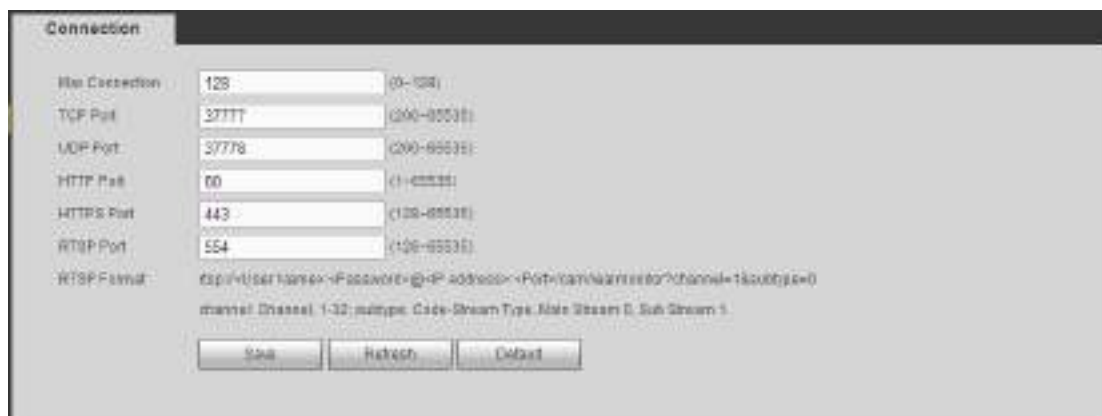 Connection
Max Connection 128 (0~128)
TCP Port 37777 (200~65535)
UDP Port 37778 (200~65535)
HTTP Port 80 (1~65535)
HTTPS Port 443 (128~65535)
RTSP Port 554 (128~65535)
RTSP Format rtsp://<User Name>:<Password>@<IP Address>:<Port>/cam/realmonitor?channel=1&subtype=0
channel: Channel, 1-32; subtype: Code-Stream Type, Main Stream 0, Sub Stream 1.
Save Refresh Default